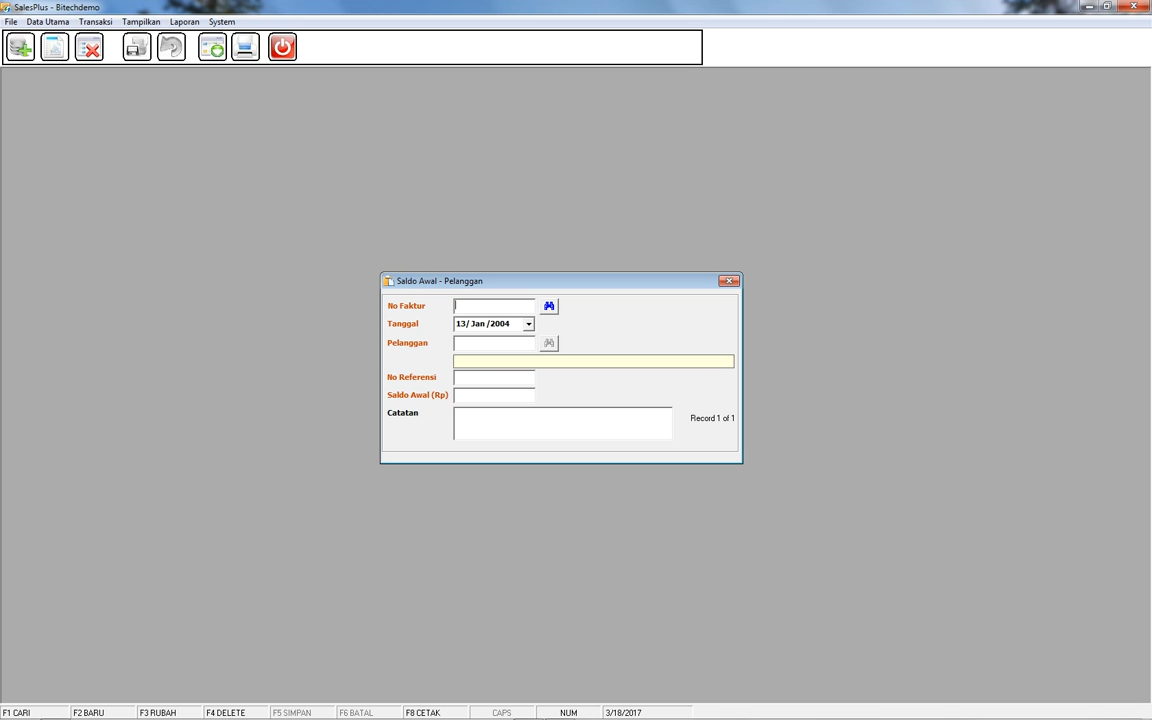 SalesPlus - Bitechdemo
File Data Utama Transaksi Tampilkan Laporan System
Saldo Awal - Pelanggan
No Faktur
Tanggal 13/ Jan /2004
Pelanggan
No Referensi
Saldo Awal (Rp)
Catatan
Record 1 of 1
F1 CARI F2 BARU F3 RUBAH F4 DELETE F5 SIMPAN F6 BATAL F8 CETAK CAPS NUM 3/18/2017